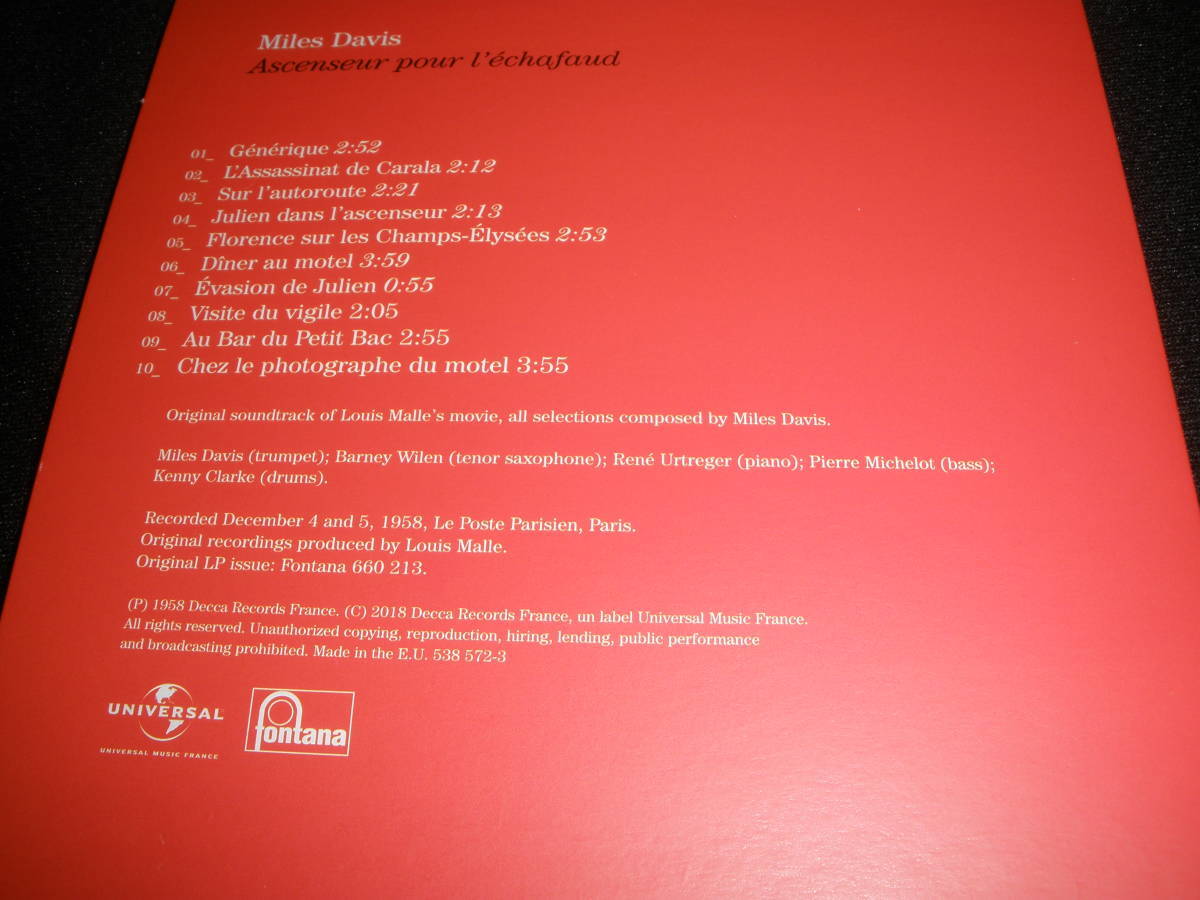 Miles Davis
Ascenseur pour l'échafaud
01_ Générique 2:52
02_ L'Assassinat de Carala 2:12
03_ Sur l'autoroute 2:21
04_ Julien dans l'ascenseur 2:13
05_ Florence sur les Champs-Élysées 2:53
06_ Dîner au motel 3:59
07_ Évasion de Julien 0:55
08_ Visite du vigile 2:05
09_ Au Bar du Petit Bac 2:55
10_ Chez le photographe du motel 3:55
Original soundtrack of Louis Malle's movie, all selections composed by Miles Davis.
Miles Davis (trumpet); Barney Wilen (tenor saxophone); René Urtreger (piano); Pierre Michelot (bass);
Kenny Clarke (drums).
Recorded December 4 and 5, 1958, Le Poste Parisien, Paris.
Original recordings produced by Louis Malle.
Original LP issue: Fontana 660 213.
(P) 1958 Decca Records France. (C) 2018 Decca Records France, un label Universal Music France.
All rights reserved. Unauthorized copying, reproduction, hiring, lending, public performance
and broadcasting prohibited. Made in the E.U. 538 572-3
UNIVERSAL
UNIVERSAL MUSIC FRANCE
fontana